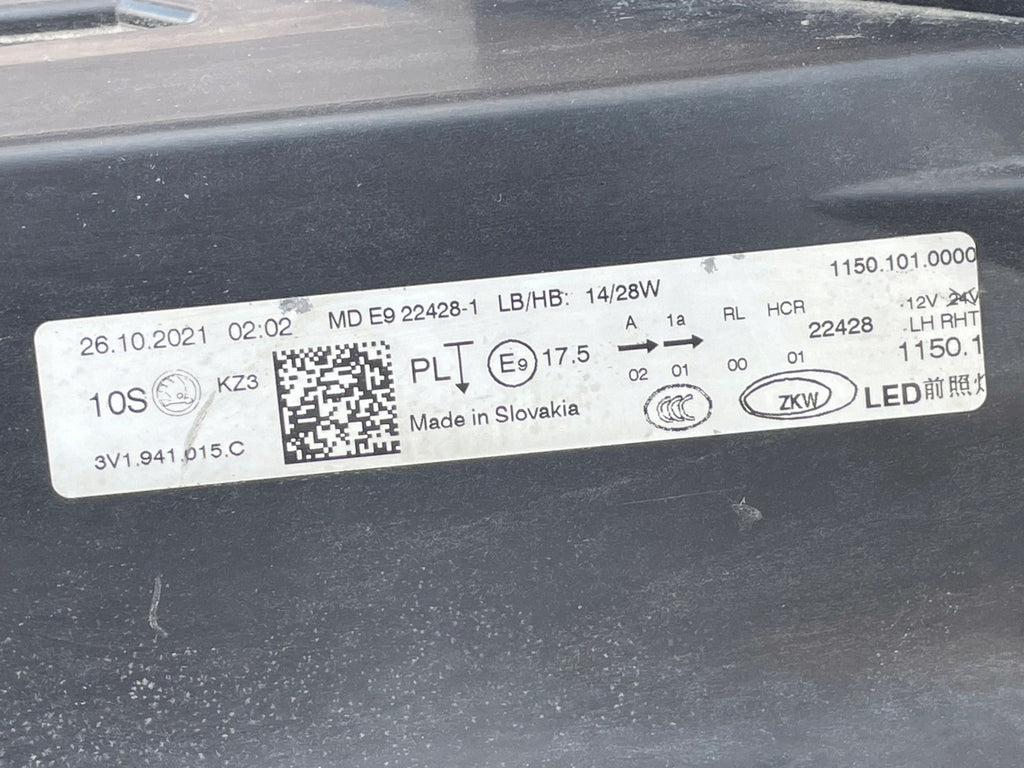 26.10.2021 02:02
MD E9 22428-1 LB/HB: 14/28W
1150.101.0000
10S KZ3
PL E9 17.5
A 1a RL HCR
02 01 00 01
22428
12V 24V
LH RHT
1150.1
Made in Slovakia
CCC
ZKW
LED前照灯
3V1.941.015.C